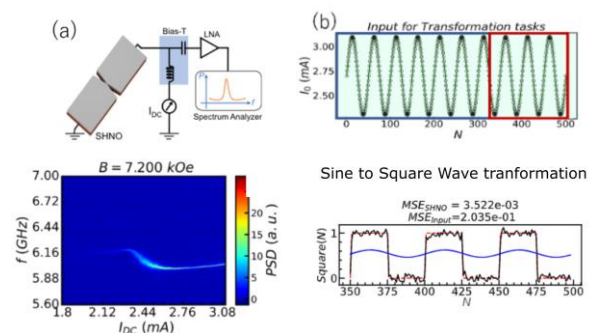 (a)
Bias-T
LNA
P
f
I_DC
Spectrum Analyzer
SHNO
(b)
Input for Transformation tasks
I_0 (mA)
3.00
2.75
2.50
0 100 200 300 400 500
N
B = 7.200 kOe
f (GHz)
7.00
6.72
6.44
6.16
5.88
5.60
1.8 2.12 2.44 2.76 3.08
I_DC (mA)
20
10
0
PSD (a. u.)
Sine to Square Wave tranformation
MSE_SHNO = 3.522e-03
MSE_Input=2.035e-01
Square(N)
1
0
350 375 400 425 450 475 500
N